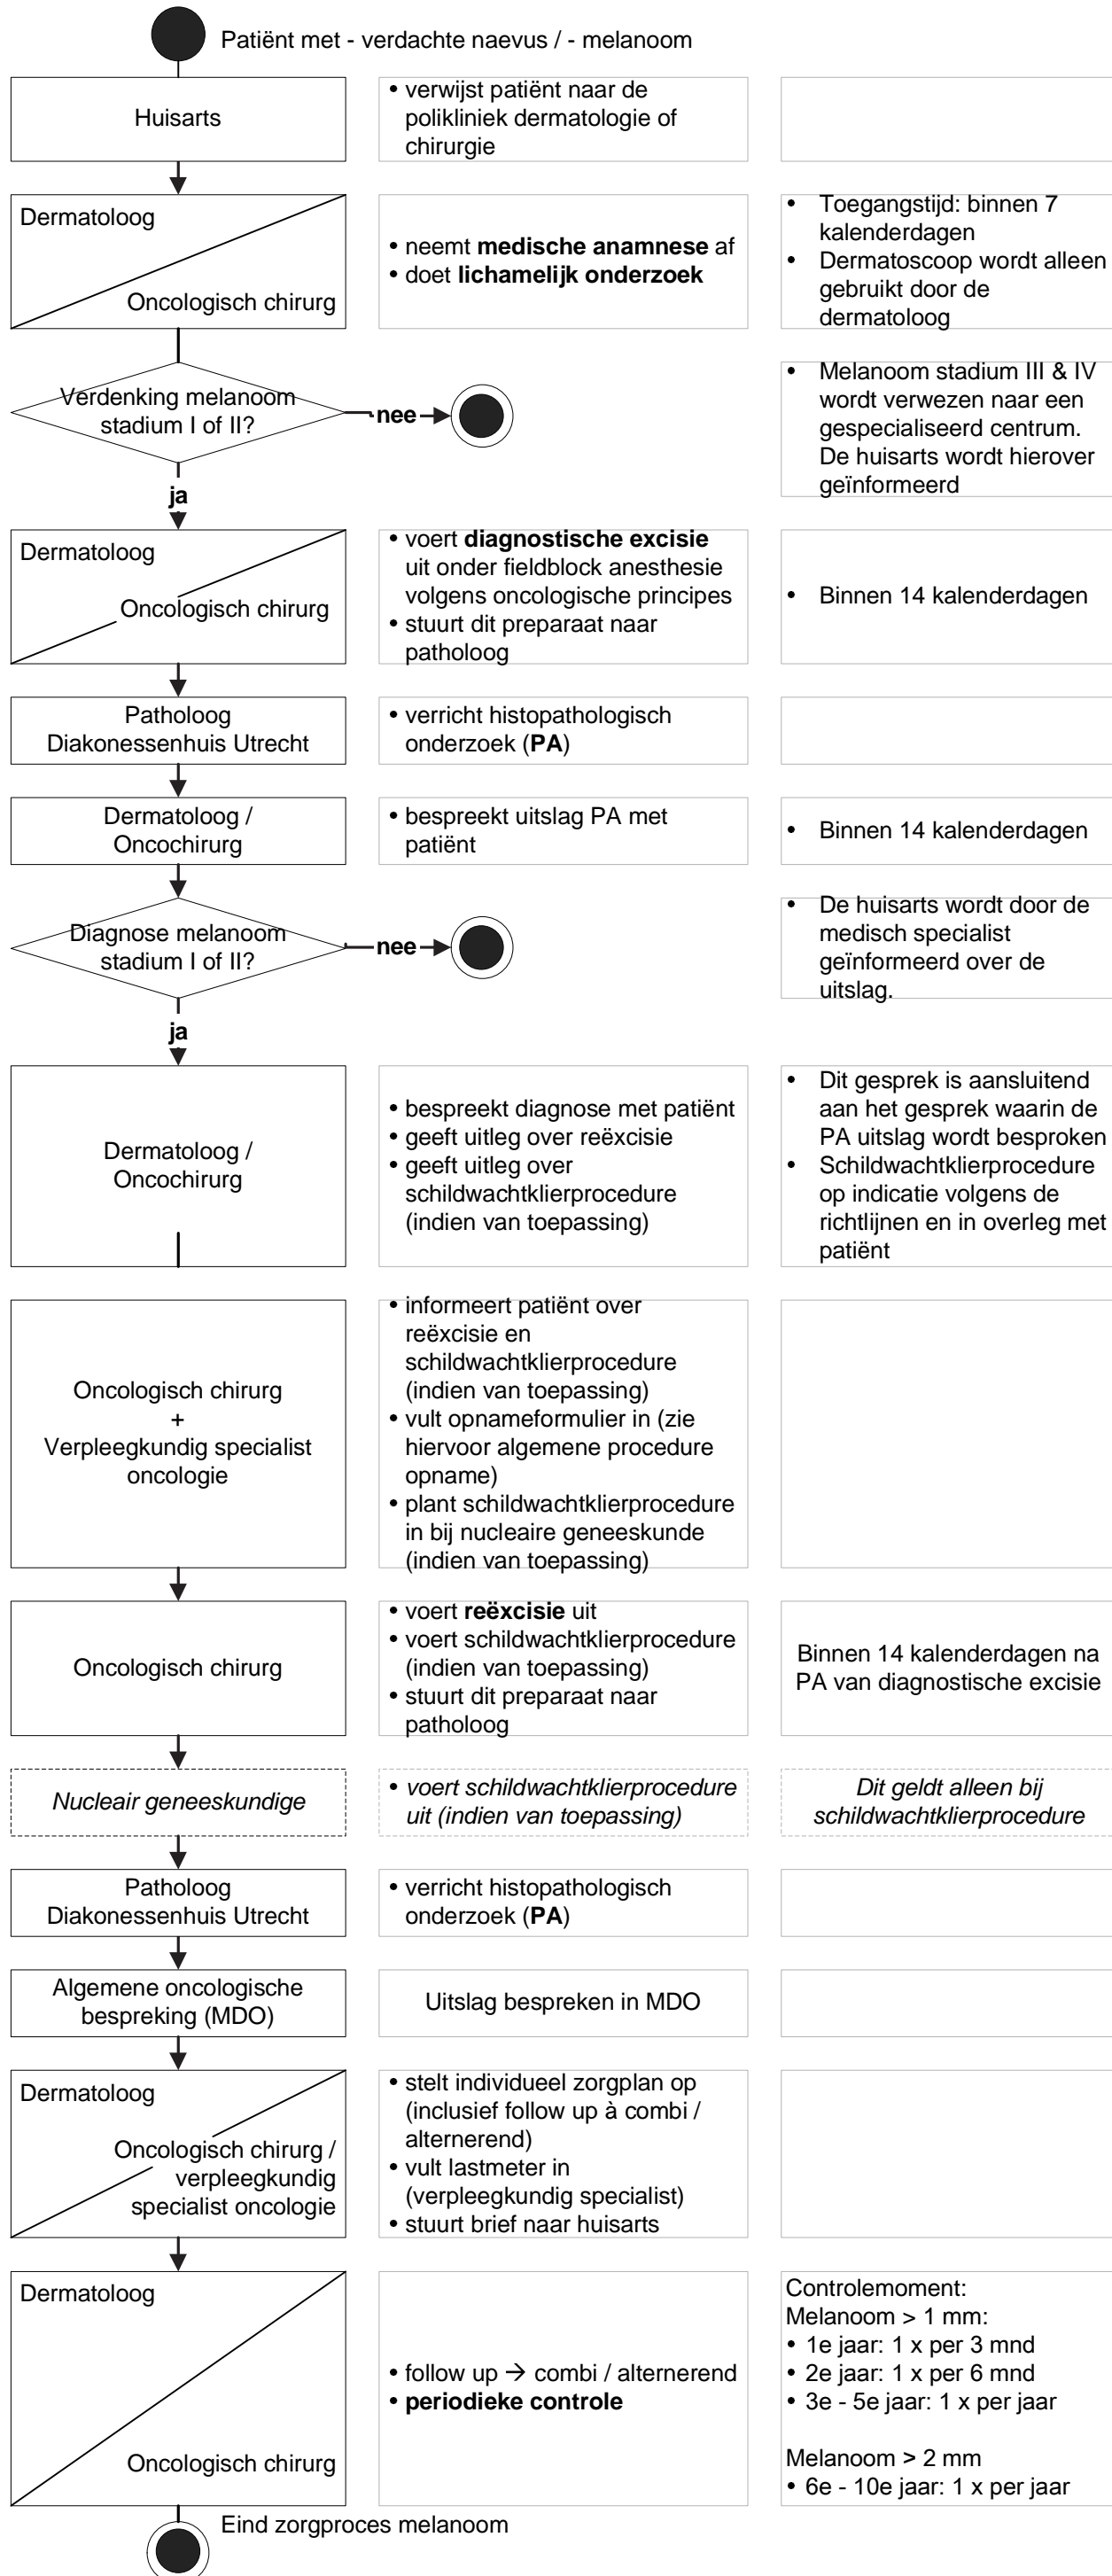 Patiënt met - verdachte naevus / - melanoom
Huisarts
• verwijst patiënt naar de
polikliniek dermatologie of
chirurgie
Dermatoloog
Oncologisch chirurg
• neemt medische anamnese af
• doet lichamelijk onderzoek
• Toegangstijd: binnen 7
kalenderdagen
• Dermatoscoop wordt alleen
gebruikt door de
dermatoloog
Verdenking melanoom
stadium I of II?
nee
ja
• Melanoom stadium III & IV
wordt verwezen naar een
gespecialiseerd centrum.
De huisarts wordt hierover
geïnformeerd
Dermatoloog
Oncologisch chirurg
• voert diagnostische excisie
uit onder fieldblock anesthesie
volgens oncologische principes
• stuurt dit preparaat naar
patholoog
• Binnen 14 kalenderdagen
Patholoog
Diakonessenhuis Utrecht
• verricht histopathologisch
onderzoek (PA)
Dermatoloog /
Oncochirurg
• bespreekt uitslag PA met
patiënt
• Binnen 14 kalenderdagen
Diagnose melanoom
stadium I of II?
nee
ja
• De huisarts wordt door de
medisch specialist
geïnformeerd over de
uitslag.
Dermatoloog /
Oncochirurg
• bespreekt diagnose met patiënt
• geeft uitleg over reëxcisie
• geeft uitleg over
schildwachtklierprocedure
(indien van toepassing)
• Dit gesprek is aansluitend
aan het gesprek waarin de
PA uitslag wordt besproken
• Schildwachtklierprocedure
op indicatie volgens de
richtlijnen en in overleg met
patiënt
Oncologisch chirurg
+
Verpleegkundig specialist
oncologie
• informeert patiënt over
reëxcisie en
schildwachtklierprocedure
(indien van toepassing)
• vult opnameformulier in (zie
hiervoor algemene procedure
opname)
• plant schildwachtklierprocedure
in bij nucleaire geneeskunde
(indien van toepassing)
Oncologisch chirurg
• voert reëxcisie uit
• voert schildwachtklierprocedure
(indien van toepassing)
• stuurt dit preparaat naar
patholoog
Binnen 14 kalenderdagen na
PA van diagnostische excisie
Nucleair geneeskundige
• voert schildwachtklierprocedure
uit (indien van toepassing)
Dit geldt alleen bij
schildwachtklierprocedure
Patholoog
Diakonessenhuis Utrecht
• verricht histopathologisch
onderzoek (PA)
Algemene oncologische
bespreking (MDO)
Uitslag bespreken in MDO
Dermatoloog
Oncologisch chirurg /
verpleegkundig
specialist oncologie
• stelt individueel zorgplan op
(inclusief follow up à combi /
alternerend)
• vult lastmeter in
(verpleegkundig specialist)
• stuurt brief naar huisarts
Dermatoloog
Oncologisch chirurg
• follow up → combi / alternerend
• periodieke controle
Controlemoment:
Melanoom > 1 mm:
• 1e jaar: 1 x per 3 mnd
• 2e jaar: 1 x per 6 mnd
• 3e - 5e jaar: 1 x per jaar
Melanoom > 2 mm
• 6e - 10e jaar: 1 x per jaar
Eind zorgproces melanoom